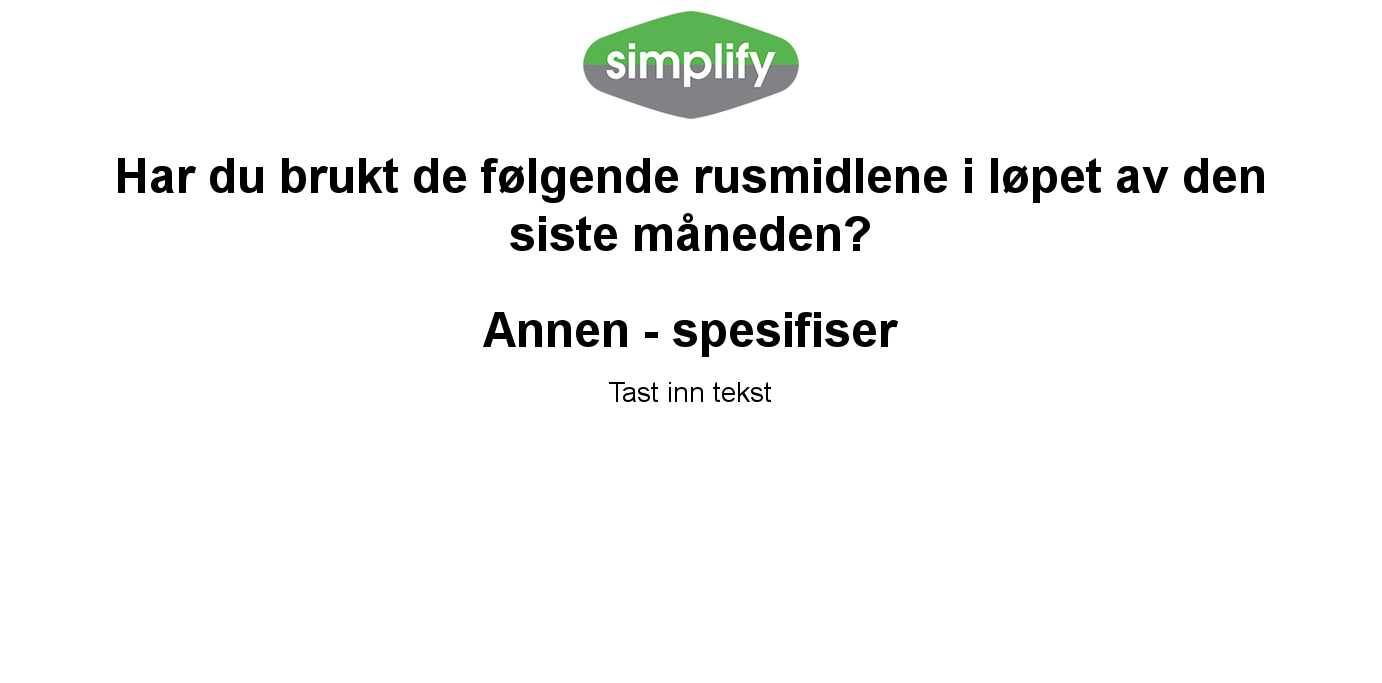 simplify
Har du brukt de følgende rusmidlene i løpet av den
siste måneden?
Annen - spesifiser
Tast inn tekst